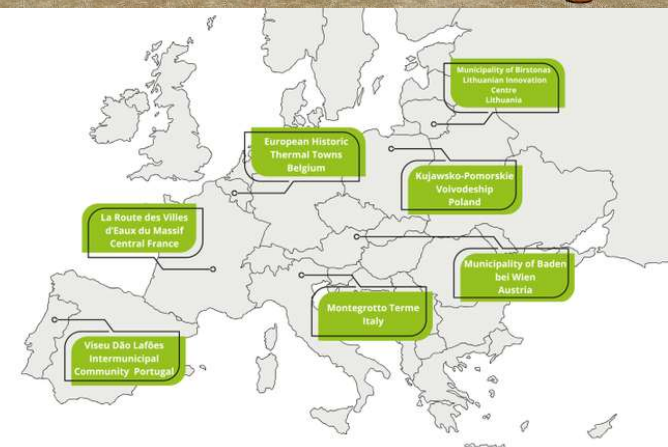 Municipality of Birstonas
Lithuanian Innovation
Centre
Lithuania
European Historic
Thermal Towns
Belgium
Kujawsko-Pomorskie
Voivodeship
Poland
La Route des Villes
d'Eaux du Massif
Central France
Municipality of Baden
bei Wien
Austria
Montegrotto Terme
Italy
Viseu Dão Lafões
Intermunicipal
Community Portugal